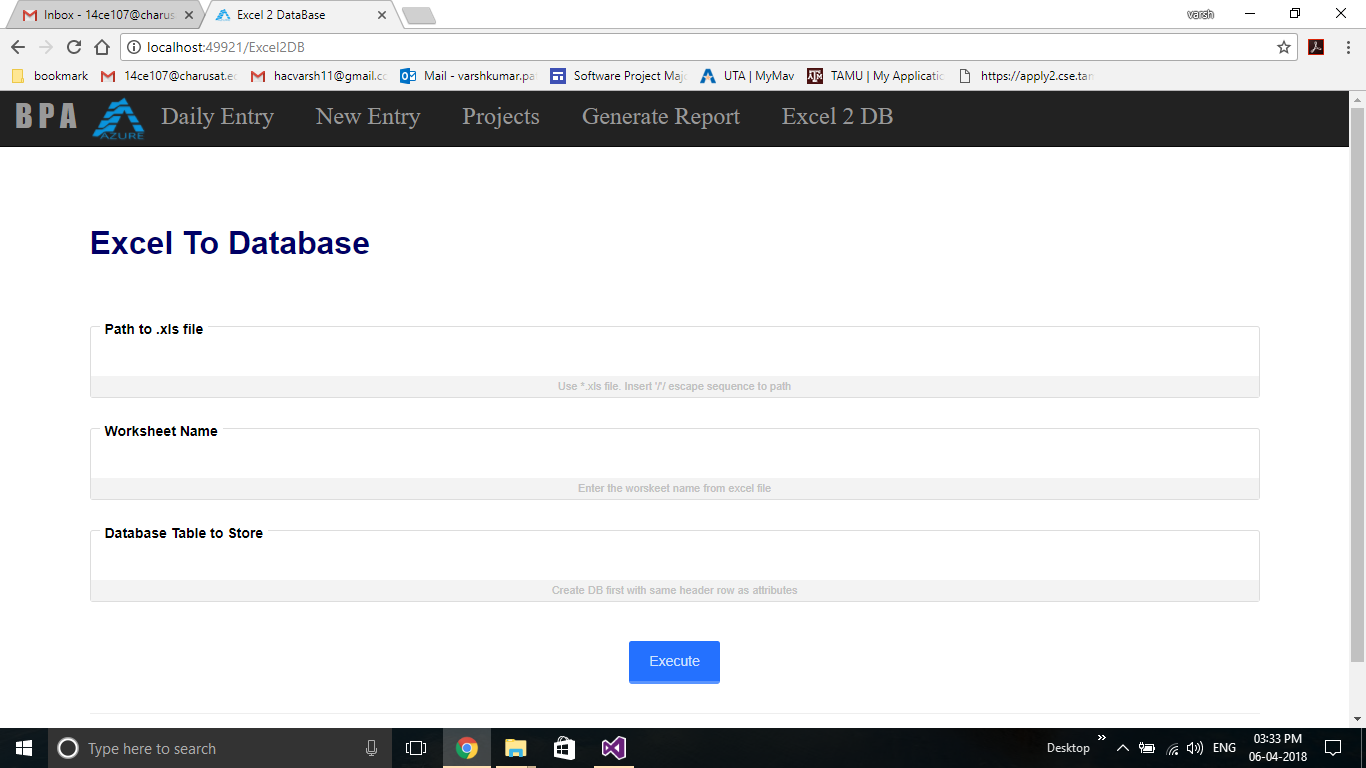 Inbox - 14ce107@charus
Excel 2 DataBase
varsh
localhost:49921/Excel2DB
bookmark
14ce107@charusat.e
hacvarsh11@gmail.c
Mail - varshkumar.pa
Software Project Maj
UTA | MyMav
TAMU | My Applicatic
https://apply2.cse.tam
BPA
AZURE
Daily Entry
New Entry
Projects
Generate Report
Excel 2 DB
Excel To Database
Path to .xls file
Use *.xls file. Insert '/'/ escape sequence to path
Worksheet Name
Enter the worskeet name from excel file
Database Table to Store
Create DB first with same header row as attributes
Execute
Type here to search
Desktop
ENG
03:33 PM
06-04-2018